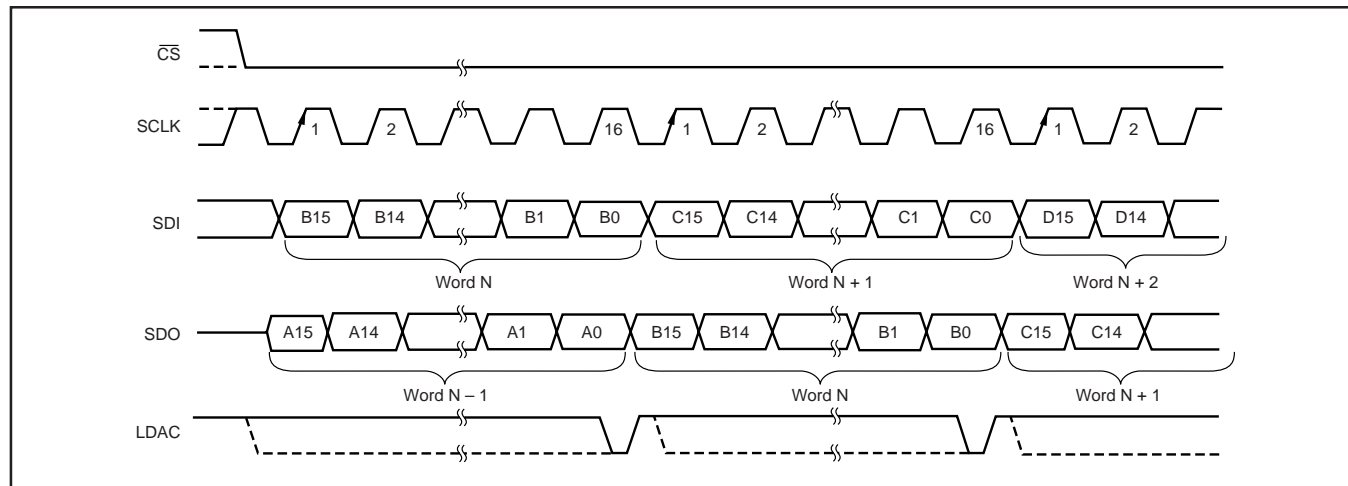 CS
SCLK 1 2 16 1 2 16 1 2
SDI B15 B14 B1 B0 C15 C14 C1 C0 D15 D14
Word N Word N + 1 Word N + 2
SDO A15 A14 A1 A0 B15 B14 B1 B0 C15 C14
Word N – 1 Word N Word N + 1
LDAC